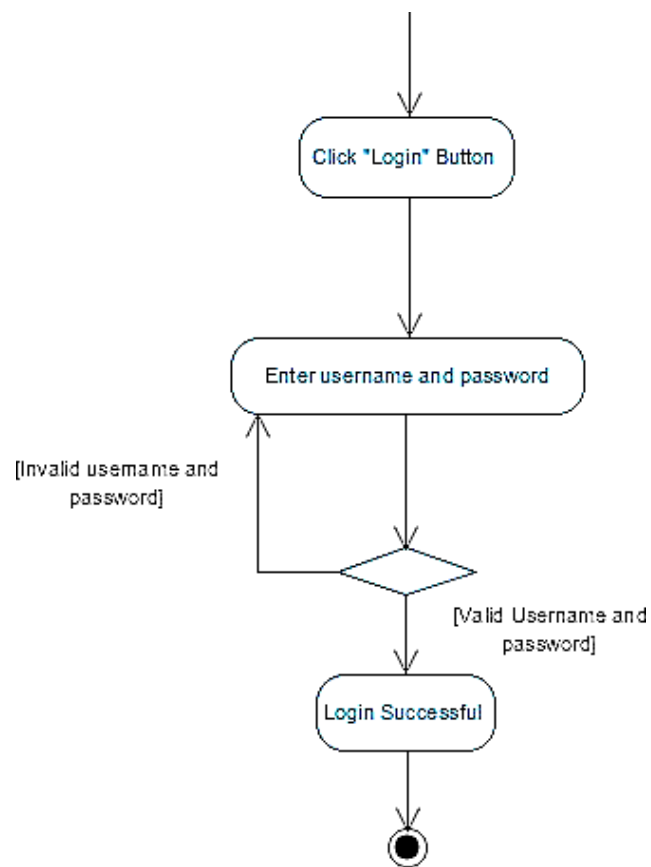 Click "Login" Button
Enter username and password
[Invalid username and
password]
[Valid Username and
password]
Login Successful